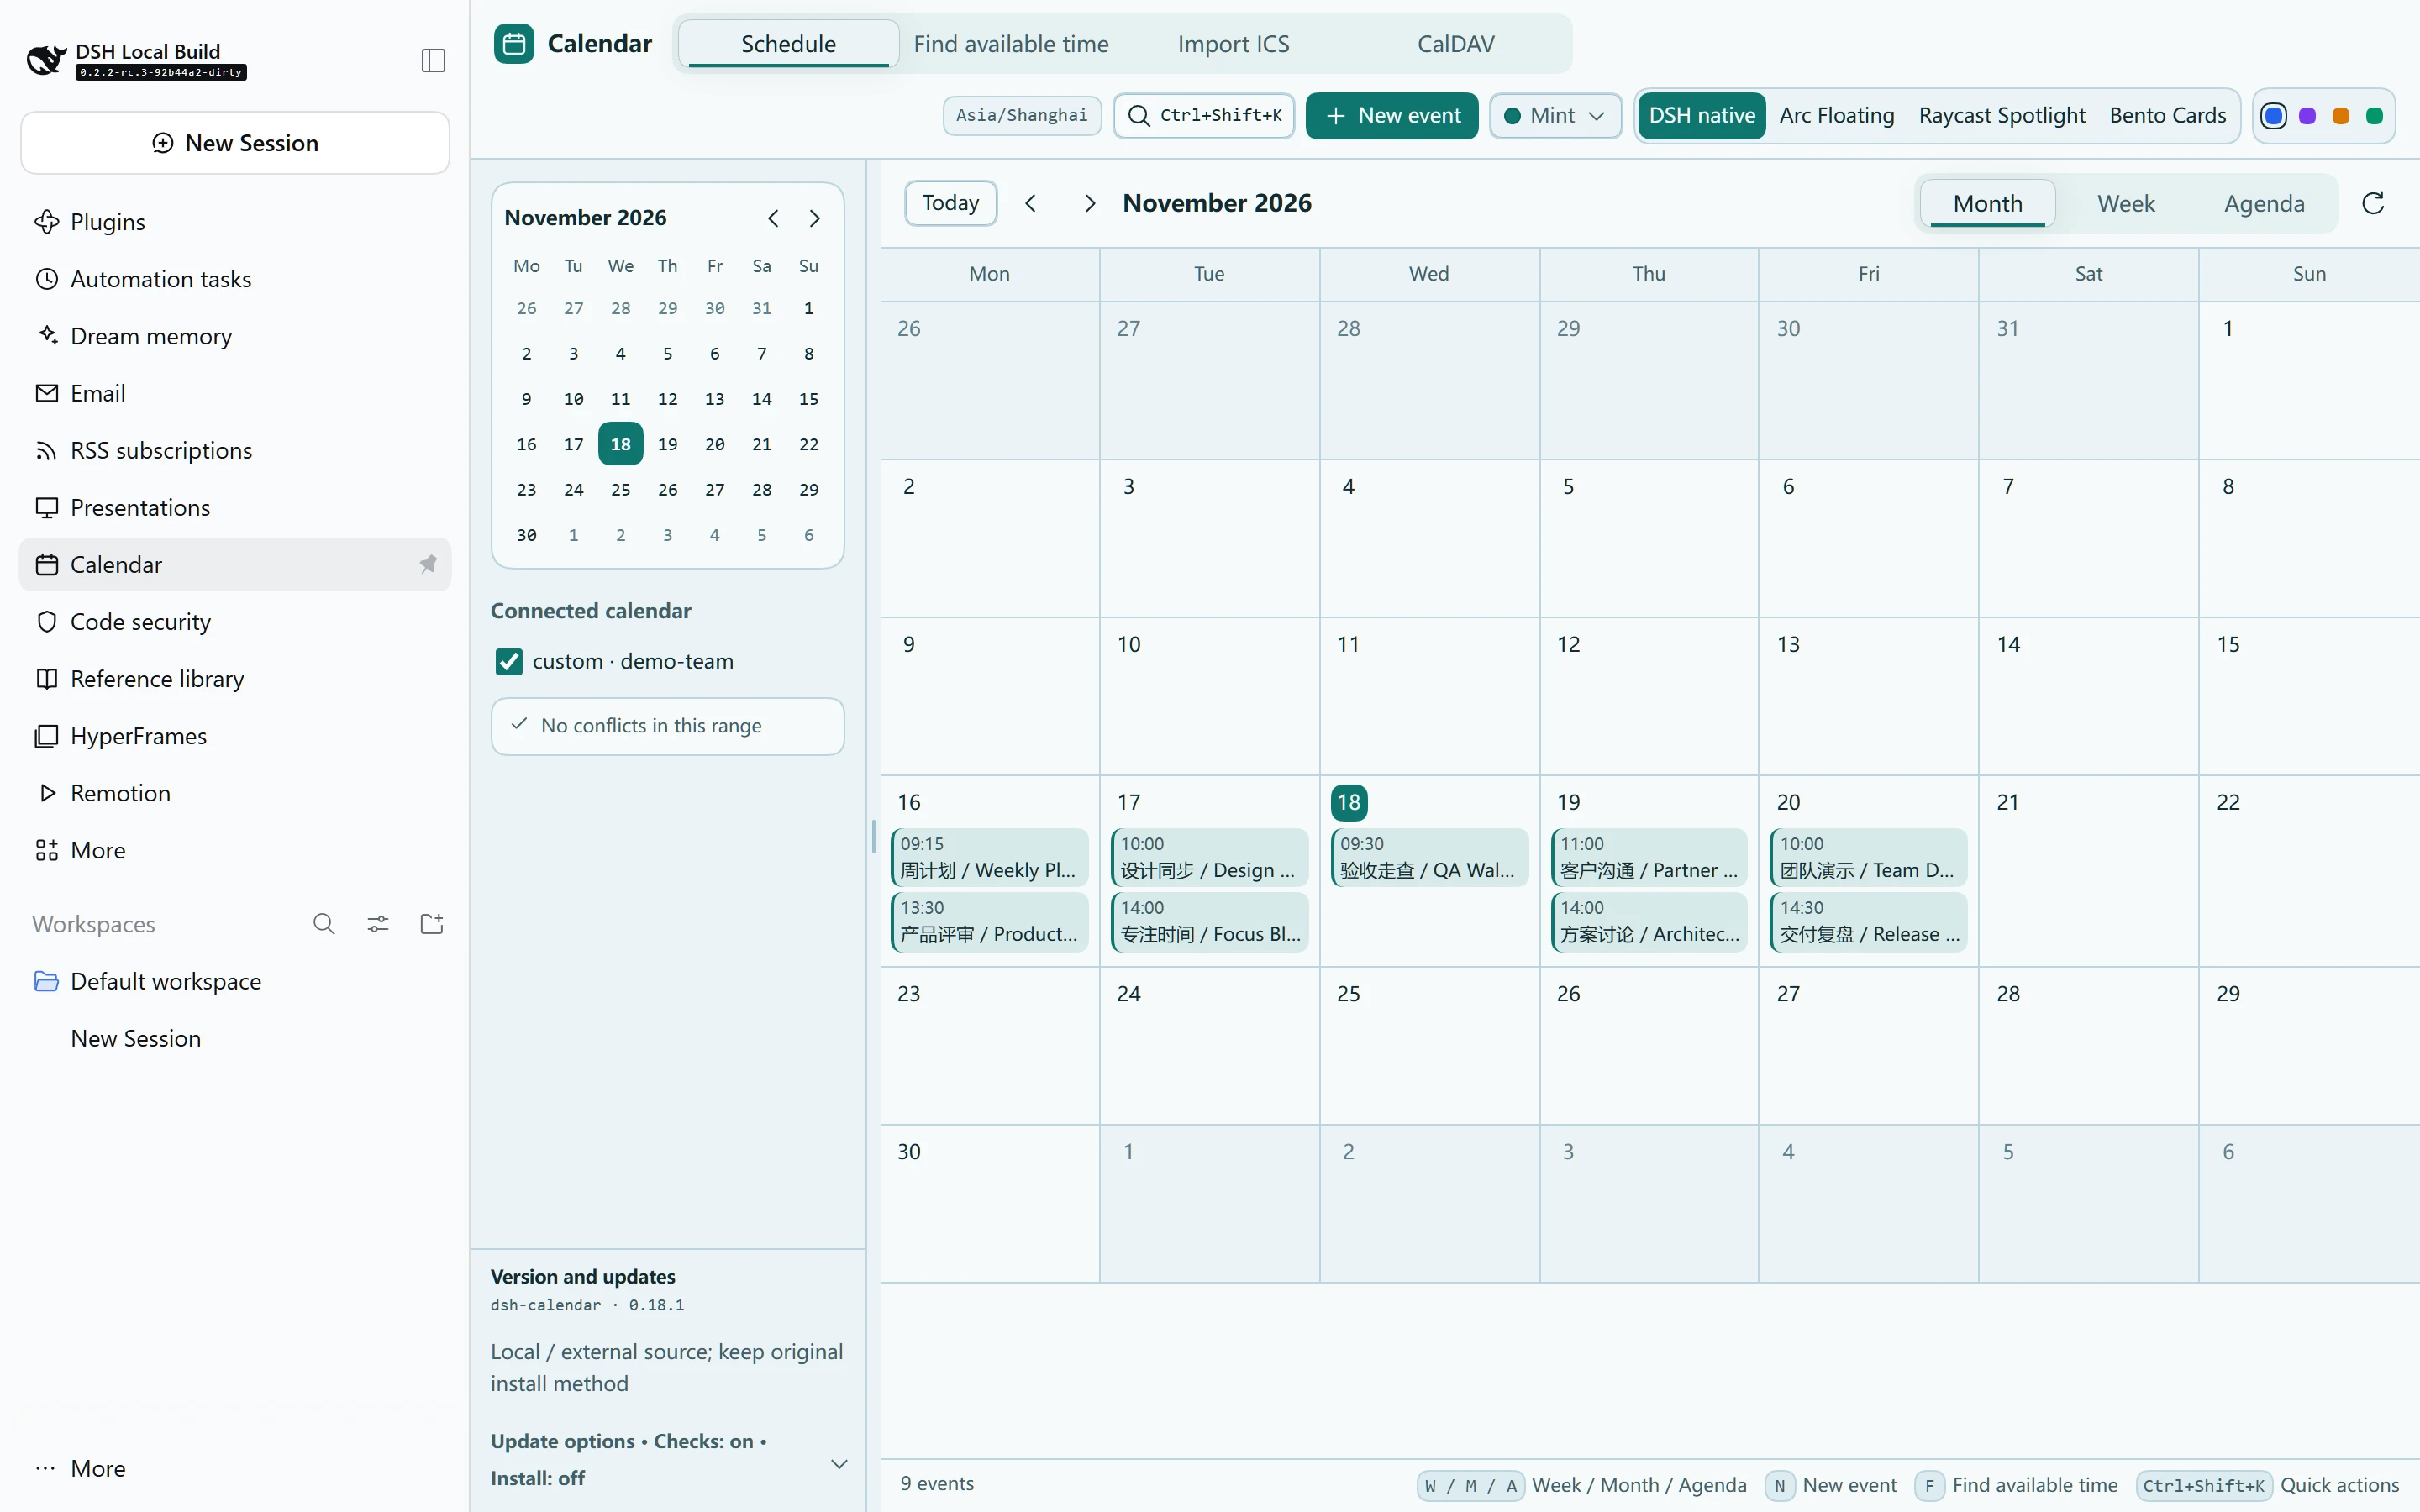 DSH Local Build
0.2.2-rc.3-92b44a2-dirty
New Session
Plugins
Automation tasks
Dream memory
Email
RSS subscriptions
Presentations
Calendar
Code security
Reference library
HyperFrames
Remotion
More
Workspaces
Default workspace
New Session
More
Calendar
Schedule
Find available time
Import ICS
CalDAV
Asia/Shanghai
Ctrl+Shift+K
New event
Mint
DSH native
Arc Floating
Raycast Spotlight
Bento Cards
November 2026
Mo Tu We Th Fr Sa Su
26 27 28 29 30 31 1
2 3 4 5 6 7 8
9 10 11 12 13 14 15
16 17 18 19 20 21 22
23 24 25 26 27 28 29
30 1 2 3 4 5 6
Connected calendar
custom · demo-team
No conflicts in this range
Version and updates
dsh-calendar · 0.18.1
Local / external source; keep original
install method
Update options • Checks: on •
Install: off
Today
November 2026
Month
Week
Agenda
Mon Tue Wed Thu Fri Sat Sun
26 27 28 29 30 31 1
2 3 4 5 6 7 8
9 10 11 12 13 14 15
16 17 18 19 20 21 22
09:15
周计划 / Weekly Pl...
13:30
产品评审 / Product...
10:00
设计同步 / Design ...
14:00
专注时间 / Focus Bl...
09:30
验收走查 / QA Wal...
11:00
客户沟通 / Partner ...
14:00
方案讨论 / Architec...
10:00
团队演示 / Team D...
14:30
交付复盘 / Release ...
23 24 25 26 27 28 29
30 1 2 3 4 5 6
9 events
W / M / A Week / Month / Agenda
N New event
F Find available time
Ctrl+Shift+K Quick actions